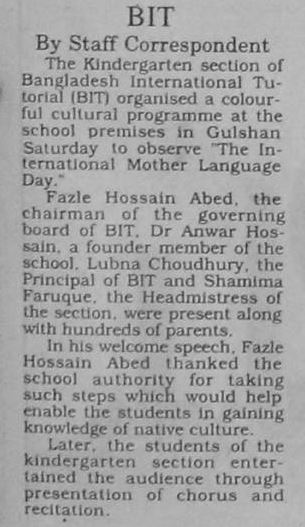 BIT
By Staff Correspondent
The Kindergarten section of
Bangladesh International Tu-
torial (BIT) organised a colour-
ful cultural programme at the
school premises in Gulshan
Saturday to observe "The In-
ternational Mother Language
Day."
Fazle Hossain Abed, the
chairman of the governing
board of BIT, Dr Anwar Hos-
sain, a founder member of the
school, Lubna Choudhury, the
Principal of BIT and Shamima
Faruque, the Headmistress of
the section, were present along
with hundreds of parents.
In his welcome speech, Fazle
Hossain Abed thanked the
school authority for taking
such steps which would help
enable the students in gaining
knowledge of native culture.
Later, the students of the
kindergarten section enter-
tained the audience through
presentation of chorus and
recitation.